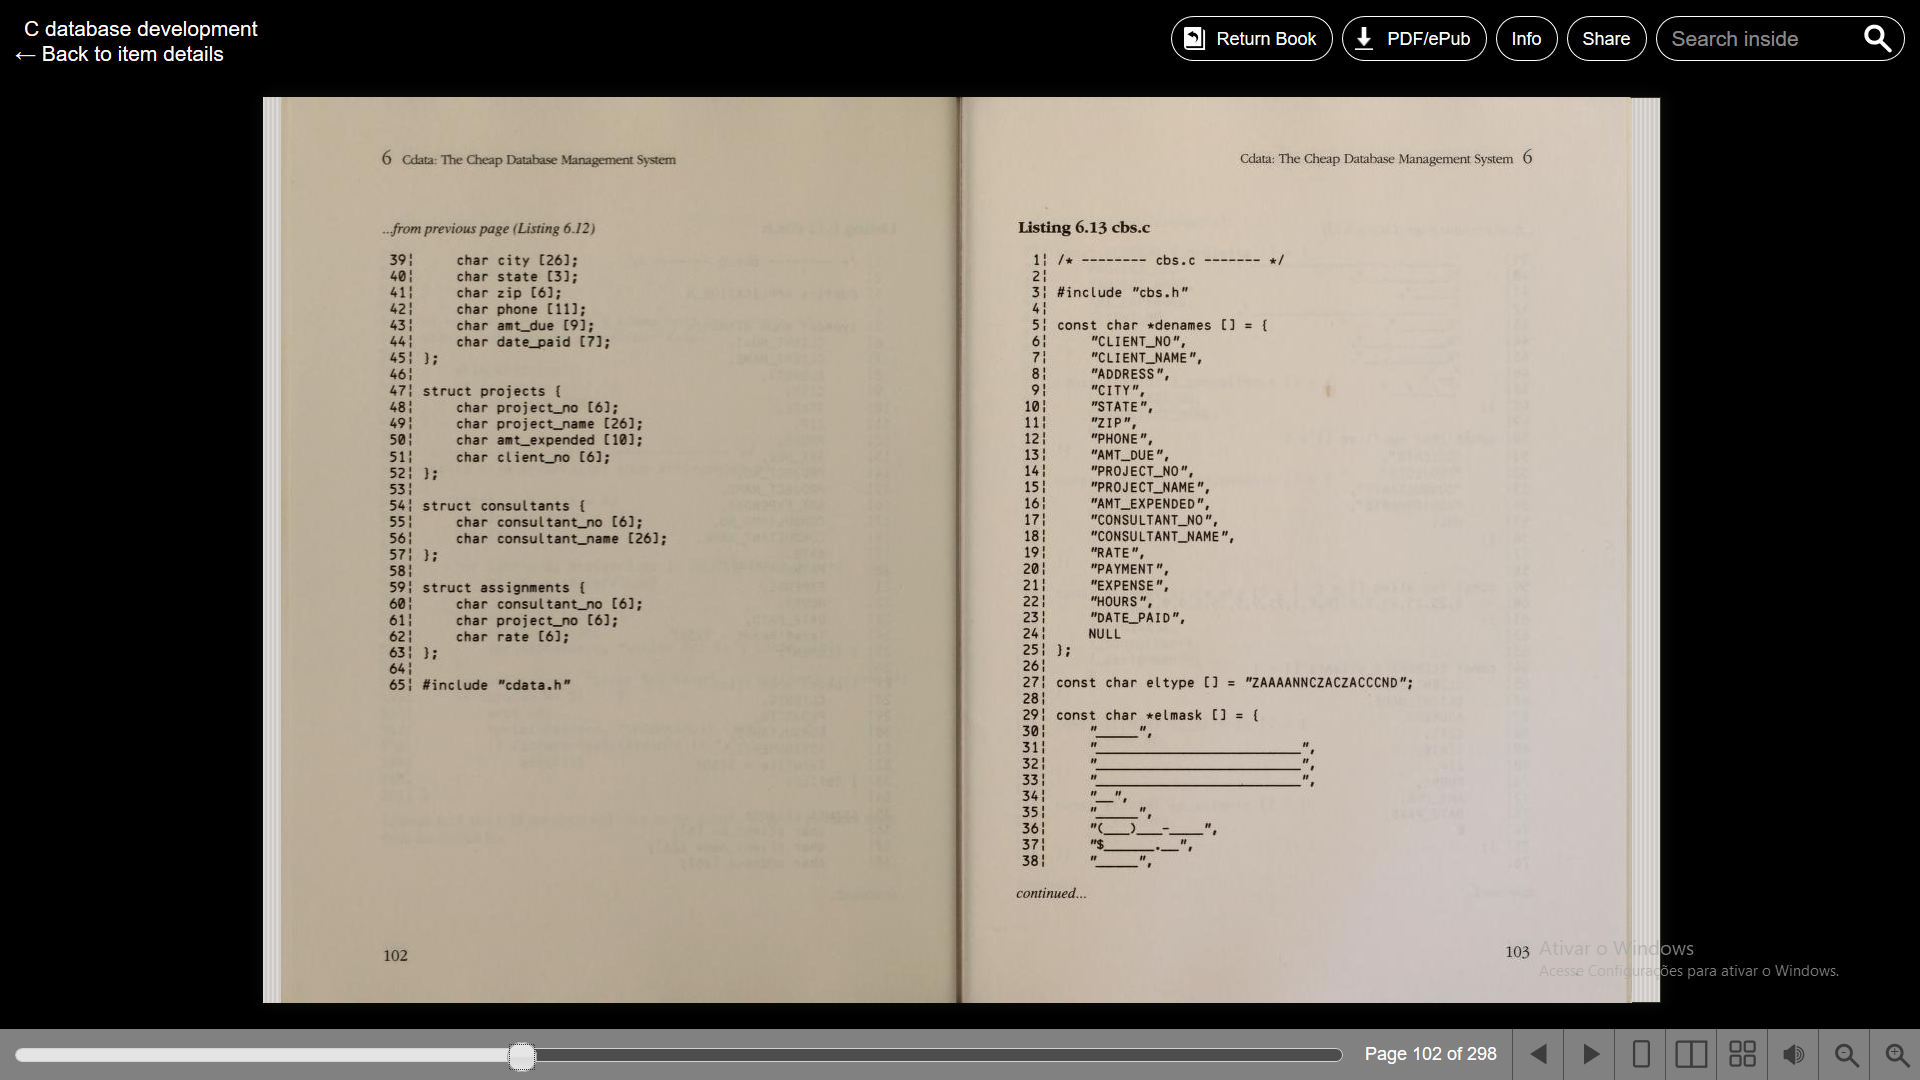 C database development
← Back to item details
Return Book
PDF/ePub
Info
Share
Search inside
6 Cdata: The Cheap Database Management System
...from previous page (Listing 6.12)
39¦ char city [26];
40¦ char state [3];
41¦ char zip [6];
42¦ char phone [11];
43¦ char amt_due [9];
44¦ char date_paid [7];
45¦ };
46¦
47¦ struct projects {
48¦ char project_no [6];
49¦ char project_name [26];
50¦ char amt_expended [10];
51¦ char client_no [6];
52¦ };
53¦
54¦ struct consultants {
55¦ char consultant_no [6];
56¦ char consultant_name [26];
57¦ };
58¦
59¦ struct assignments {
60¦ char consultant_no [6];
61¦ char project_no [6];
62¦ char rate [6];
63¦ };
64¦
65¦ #include "cdata.h"
102
Cdata: The Cheap Database Management System 6
Listing 6.13 cbs.c
1¦ /* -------- cbs.c ------- */
2¦
3¦ #include "cbs.h"
4¦
5¦ const char *denames [] = {
6¦ "CLIENT_NO",
7¦ "CLIENT_NAME",
8¦ "ADDRESS",
9¦ "CITY",
10¦ "STATE",
11¦ "ZIP",
12¦ "PHONE",
13¦ "AMT_DUE",
14¦ "PROJECT_NO",
15¦ "PROJECT_NAME",
16¦ "AMT_EXPENDED",
17¦ "CONSULTANT_NO",
18¦ "CONSULTANT_NAME",
19¦ "RATE",
20¦ "PAYMENT",
21¦ "EXPENSE",
22¦ "HOURS",
23¦ "DATE_PAID",
24¦ NULL
25¦ };
26¦
27¦ const char eltype [] = "ZAAAANNCZACZACCCND";
28¦
29¦ const char *elmask [] = {
30¦ "_____",
31¦ "_________________________",
32¦ "_________________________",
33¦ "_________________________",
34¦ "__",
35¦ "_____",
36¦ "(___)___-____",
37¦ "$______.__",
38¦ "_____",
continued...
103
Ativar o Windows
Acesse Configurações para ativar o Windows.
Page 102 of 298